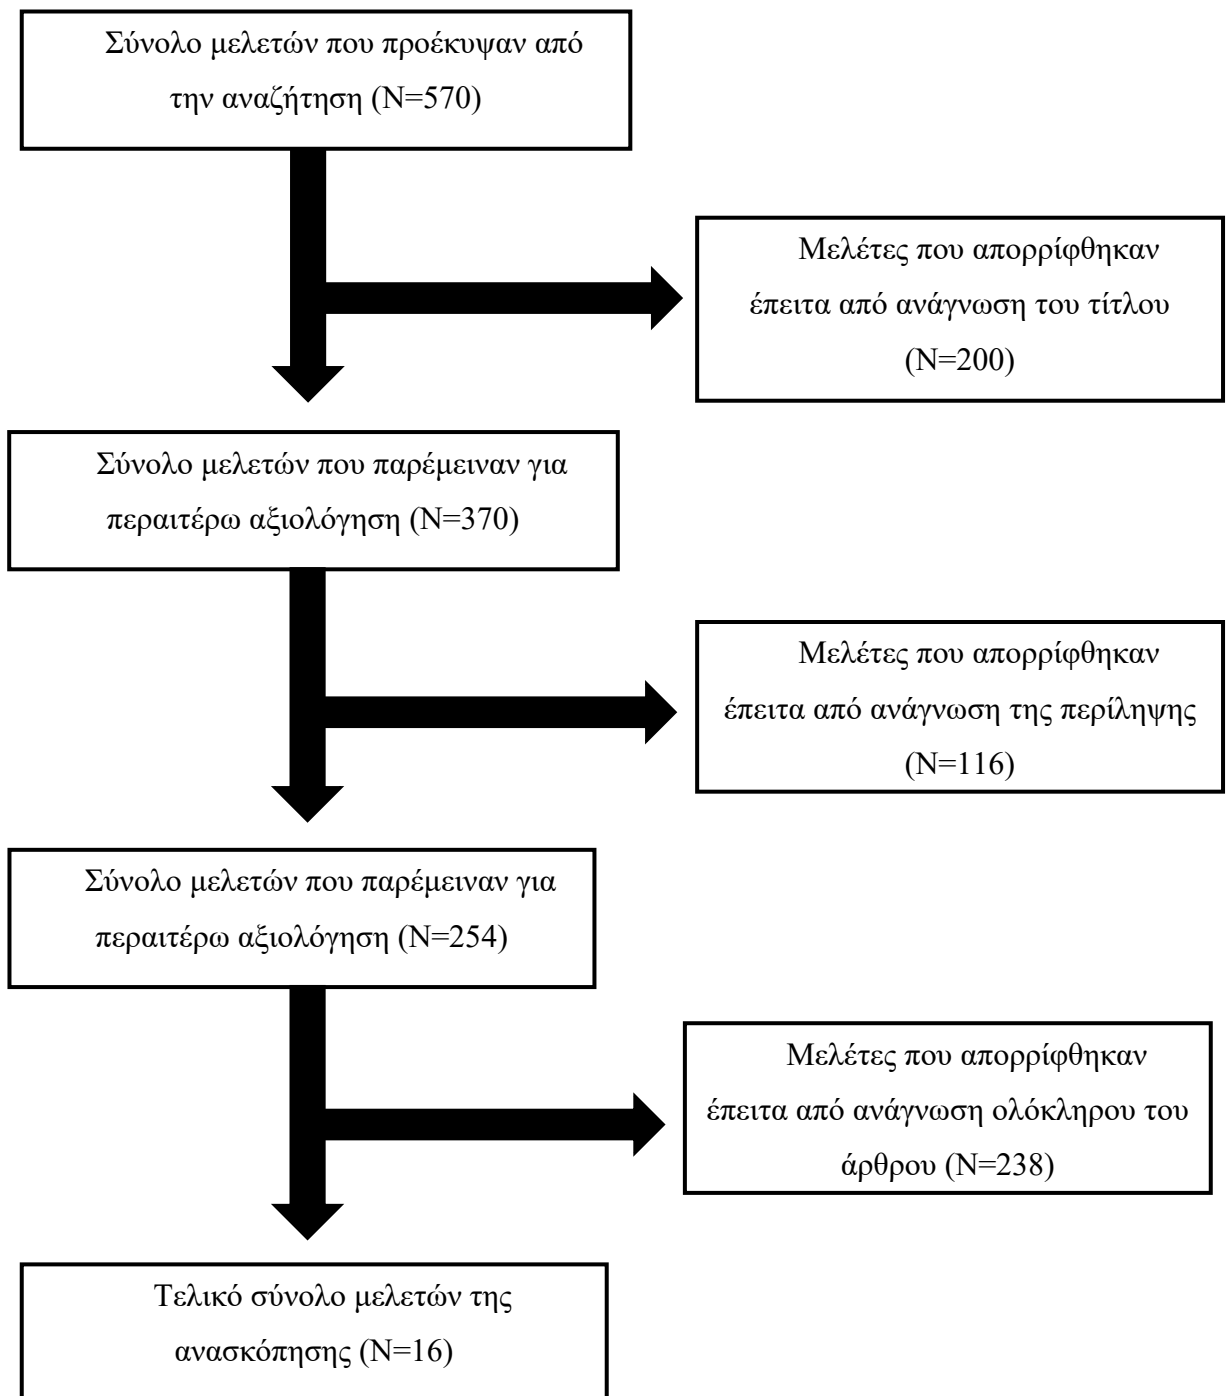 Σύνολο μελετών που προέκυψαν από
την αναζήτηση (Ν=570)
Μελέτες που απορρίφθηκαν
έπειτα από ανάγνωση του τίτλου
(Ν=200)
Σύνολο μελετών που παρέμειναν για
περαιτέρω αξιολόγηση (Ν=370)
Μελέτες που απορρίφθηκαν
έπειτα από ανάγνωση της περίληψης
(Ν=116)
Σύνολο μελετών που παρέμειναν για
περαιτέρω αξιολόγηση (Ν=254)
Μελέτες που απορρίφθηκαν
έπειτα από ανάγνωση ολόκληρου του
άρθρου (Ν=238)
Τελικό σύνολο μελετών της
ανασκόπησης (Ν=16)